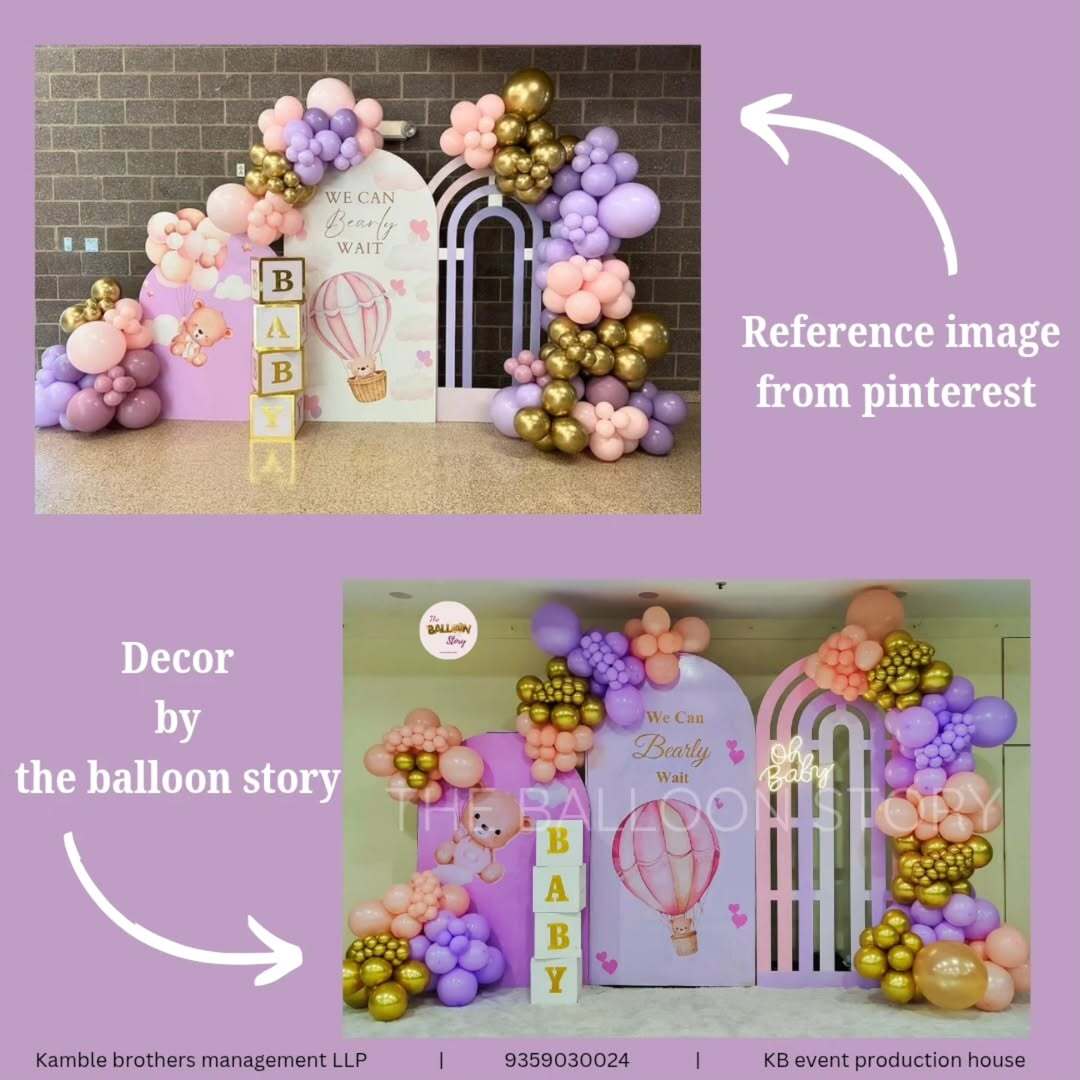 WE CAN
Bearly
WAIT
B
A
B
Y
Reference image
from pinterest
Decor
by
the balloon story
The
BALLOON
Story
We Can
Bearly
Wait
Oh
Baby
THE BALLOON STORY
B
A
B
Y
Kamble brothers management LLP | 9359030024 | KB event production house